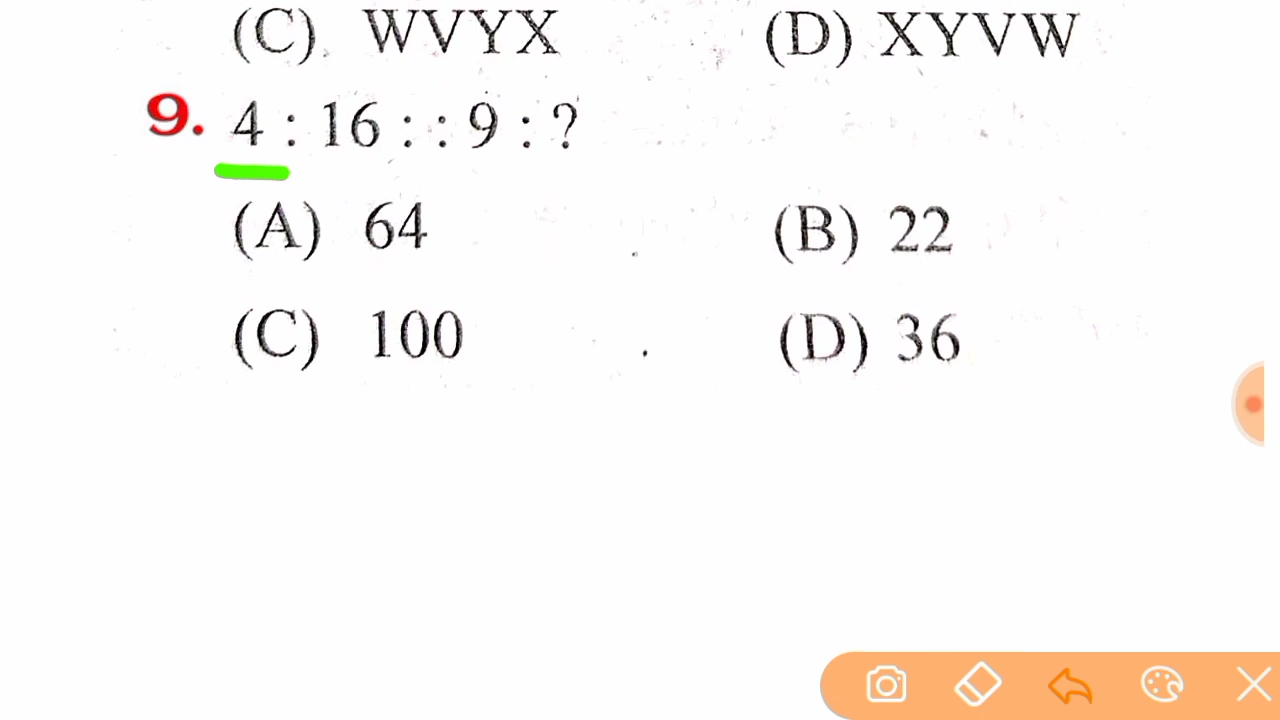 (C) WVYX (D) XYVW
9. 4 : 16 : : 9 : ?
(A) 64 (B) 22
(C) 100 (D) 36